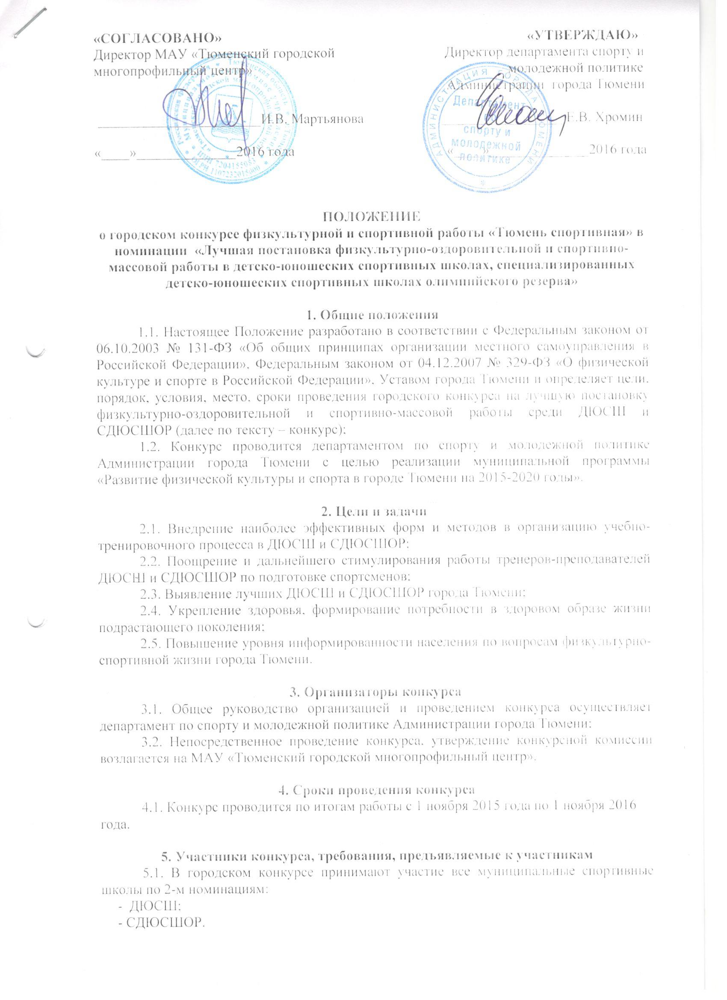 «СОГЛАСОВАНО»
Директор МАУ «Тюменский городской
многопрофильный центр»
И.В. Мартьянова
«____»______________2016 года
«УТВЕРЖДАЮ»
Директор департамента спорту и
молодежной политике
Администрации города Тюмени
Е.В. Хромин
«____»______________2016 года
АДМИНИСТРАЦИЯ ГОРОДА ТЮМЕНИ
Департамент
по
спорту и
молодежной
политике
Российская Федерация * Тюменская область
ИНН 7204155083
ОГРН 1107232015000
ПОЛОЖЕНИЕ
о городском конкурсе физкультурной и спортивной работы «Тюмень спортивная» в
номинации «Лучшая постановка физкультурно-оздоровительной и спортивно-
массовой работы в детско-юношеских спортивных школах, специализированных
детско-юношеских спортивных школах олимпийского резерва»
1. Общие положения
1.1. Настоящее Положение разработано в соответствии с Федеральным законом от
06.10.2003 № 131-ФЗ «Об общих принципах организации местного самоуправления в
Российской Федерации», Федеральным законом от 04.12.2007 № 329-ФЗ «О физической
культуре и спорте в Российской Федерации», Уставом города Тюмени и определяет цели,
порядок, условия, место, сроки проведения городского конкурса на лучшую постановку
физкультурно-оздоровительной и спортивно-массовой работы среди ДЮСШ и
СДЮСШОР (далее по тексту – конкурс);
1.2. Конкурс проводится департаментом по спорту и молодежной политике
Администрации города Тюмени с целью реализации муниципальной программы
«Развитие физической культуры и спорта в городе Тюмени на 2015-2020 годы».
2. Цели и задачи
2.1. Внедрение наиболее эффективных форм и методов в организацию учебно-
тренировочного процесса в ДЮСШ и СДЮСШОР;
2.2. Поощрение и дальнейшего стимулирования работы тренеров-преподавателей
ДЮСШ и СДЮСШОР по подготовке спортсменов;
2.3. Выявление лучших ДЮСШ и СДЮСШОР города Тюмени;
2.4. Укрепление здоровья, формирование потребности в здоровом образе жизни
подрастающего поколения;
2.5. Повышение уровня информированности населения по вопросам физкультурно-
спортивной жизни города Тюмени.
3. Организаторы конкурса
3.1. Общее руководство организацией и проведением конкурса осуществляет
департамент по спорту и молодежной политике Администрации города Тюмени;
3.2. Непосредственное проведение конкурса, утверждение конкурсной комиссии
возлагается на МАУ «Тюменский городской многопрофильный центр».
4. Сроки проведения конкурса
4.1. Конкурс проводится по итогам работы с 1 ноября 2015 года по 1 ноября 2016
года.
5. Участники конкурса, требования, предъявляемые к участникам
5.1. В городском конкурсе принимают участие все муниципальные спортивные
школы по 2-м номинациям:
- ДЮСШ;
- СДЮСШОР.